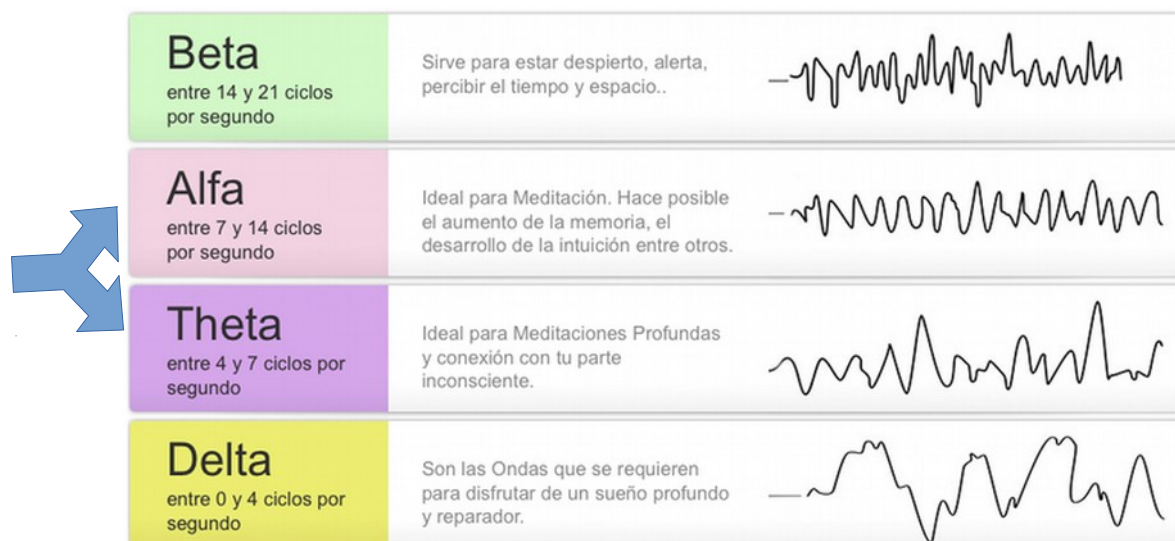 Beta
entre 14 y 21 ciclos
por segundo
Sirve para estar despierto, alerta,
percibir el tiempo y espacio..
Alfa
entre 7 y 14 ciclos
por segundo
Ideal para Meditación. Hace posible
el aumento de la memoria, el
desarrollo de la intuición entre otros.
Theta
entre 4 y 7 ciclos por
segundo
Ideal para Meditaciones Profundas
y conexión con tu parte
inconsciente.
Delta
entre 0 y 4 ciclos por
segundo
Son las Ondas que se requieren
para disfrutar de un sueño profundo
y reparador.